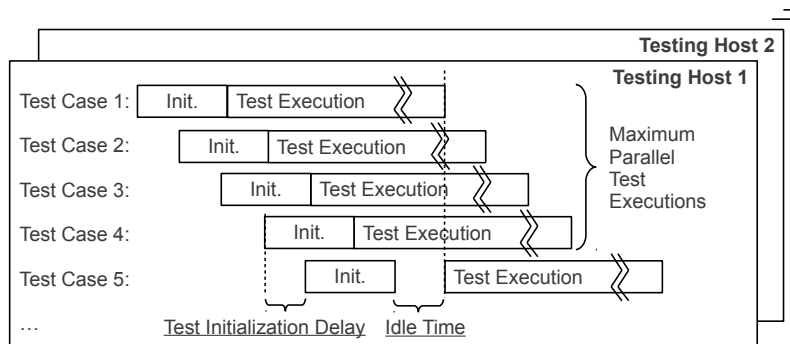 Testing Host 2
Testing Host 1
Test Case 1: Init. Test Execution
Test Case 2: Init. Test Execution
Test Case 3: Init. Test Execution
Test Case 4: Init. Test Execution
Test Case 5: Init. Test Execution
Maximum
Parallel
Test
Executions
Test Initialization Delay Idle Time
...